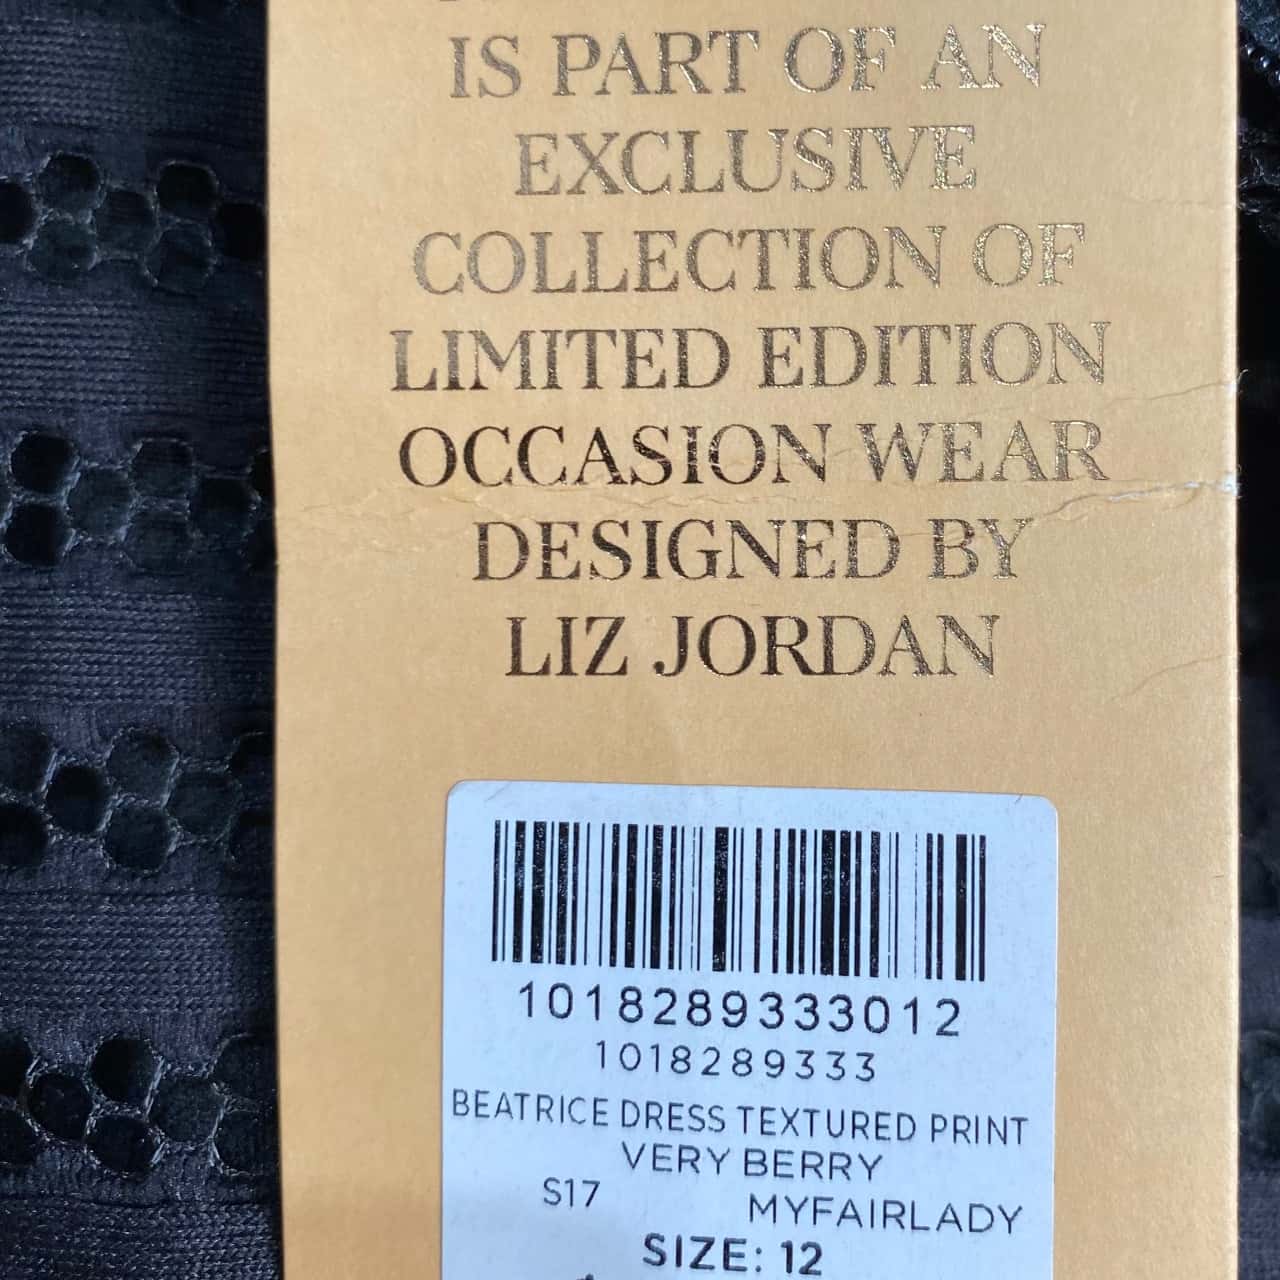 IS PART OF AN
EXCLUSIVE
COLLECTION OF
LIMITED EDITION
OCCASION WEAR
DESIGNED BY
LIZ JORDAN
1018289333012
1018289333
BEATRICE DRESS TEXTURED PRINT
VERY BERRY
S17 MYFAIRLADY
SIZE: 12